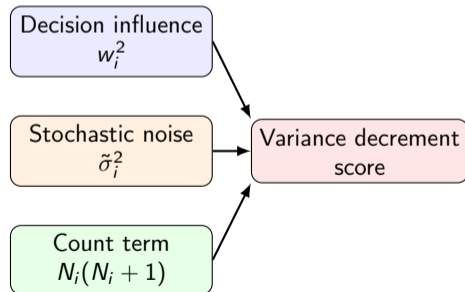 Decision influence
w_i^2
Stochastic noise
σ̃_i^2
Count term
N_i(N_i + 1)
Variance decrement
score